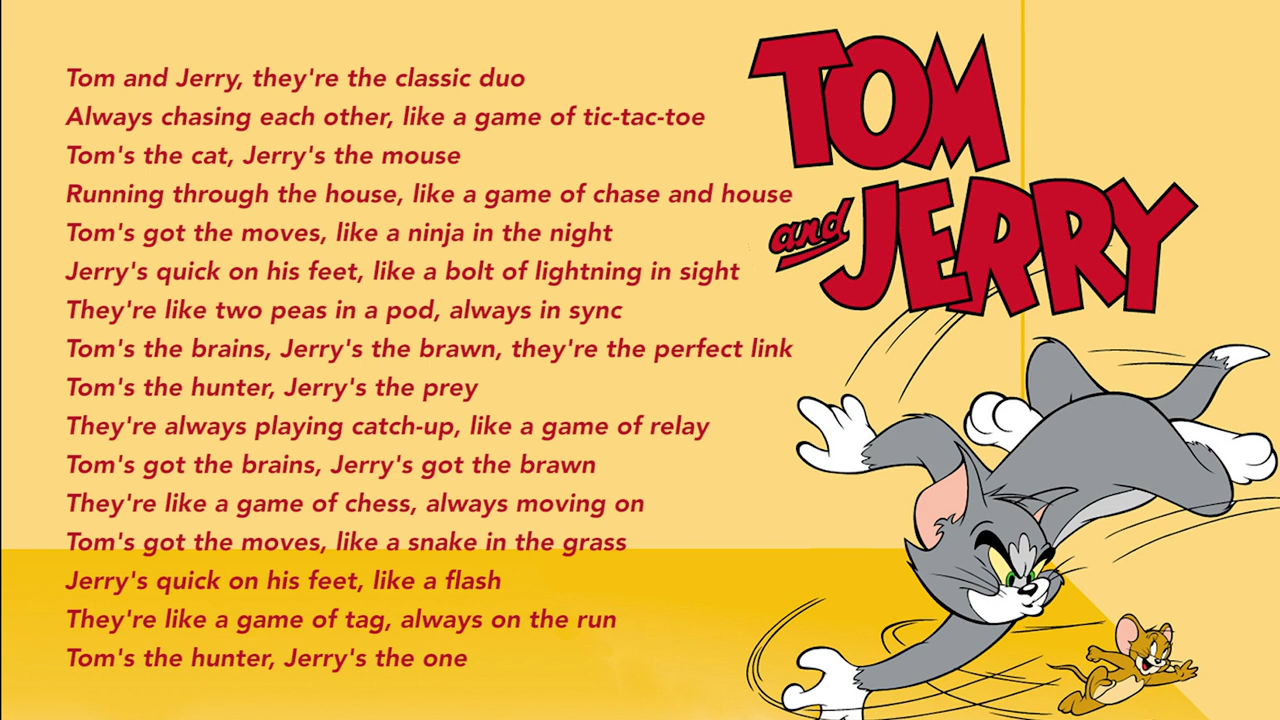 Tom and Jerry, they're the classic duo
Always chasing each other, like a game of tic-tac-toe
Tom's the cat, Jerry's the mouse
Running through the house, like a game of chase and house
Tom's got the moves, like a ninja in the night
Jerry's quick on his feet, like a bolt of lightning in sight
They're like two peas in a pod, always in sync
Tom's the brains, Jerry's the brawn, they're the perfect link
Tom's the hunter, Jerry's the prey
They're always playing catch-up, like a game of relay
Tom's got the brains, Jerry's got the brawn
They're like a game of chess, always moving on
Tom's got the moves, like a snake in the grass
Jerry's quick on his feet, like a flash
They're like a game of tag, always on the run
Tom's the hunter, Jerry's the one
TOM
and JERRY